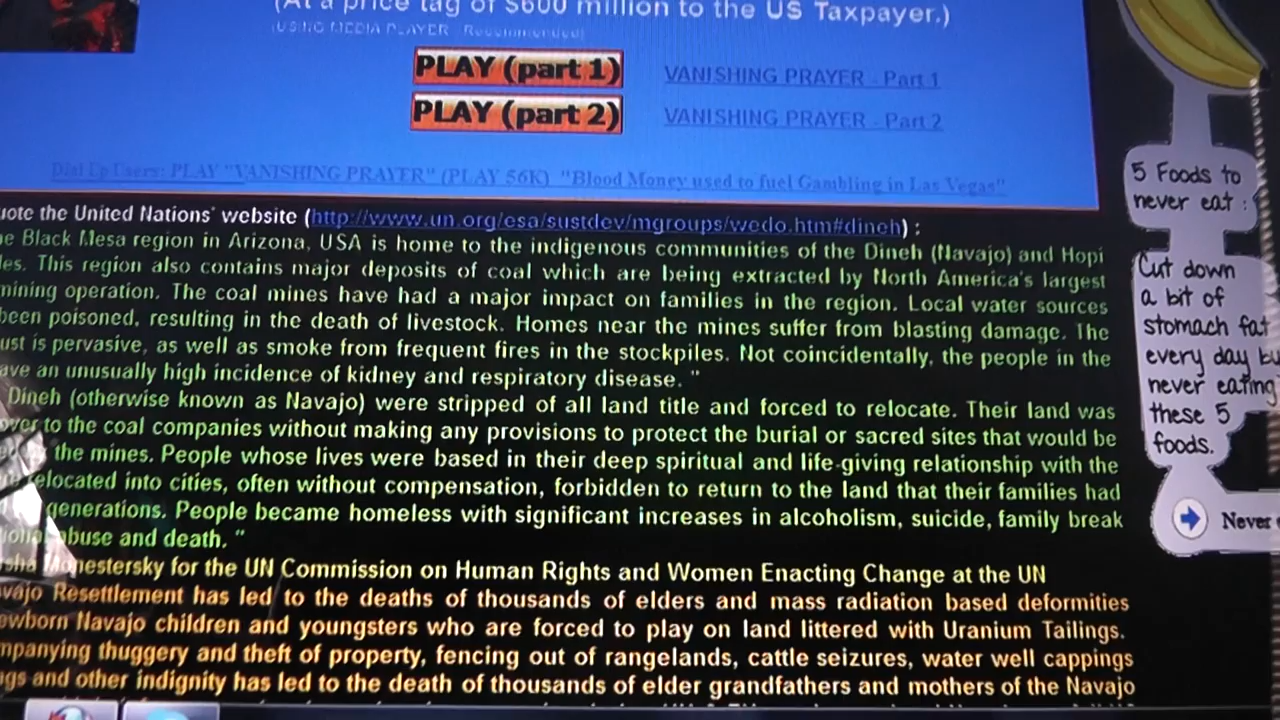 (At a price tag of $600 million to the US Taxpayer.)
(USING MEDIA PLAYER - Recommended)
PLAY (part 1) VANISHING PRAYER - Part 1
PLAY (part 2) VANISHING PRAYER - Part 2
Dial Up Users: PLAY "VANISHING PRAYER" (PLAY 56K) "Blood Money used to fuel Gambling in Las Vegas"
uote the United Nations' website (http://www.un.org/esa/sustdev/mgroups/wedo.htm#dineh) :
e Black Mesa region in Arizona, USA is home to the indigenous communities of the Dineh (Navajo) and Hopi
les. This region also contains major deposits of coal which are being extracted by North America's largest
mining operation. The coal mines have had a major impact on families in the region. Local water sources
been poisoned, resulting in the death of livestock. Homes near the mines suffer from blasting damage. The
ust is pervasive, as well as smoke from frequent fires in the stockpiles. Not coincidentally, the people in the
ave an unusually high incidence of kidney and respiratory disease. "
Dineh (otherwise known as Navajo) were stripped of all land title and forced to relocate. Their land was
over to the coal companies without making any provisions to protect the burial or sacred sites that would be
the mines. People whose lives were based in their deep spiritual and life-giving relationship with the
relocated into cities, often without compensation, forbidden to return to the land that their families had
generations. People became homeless with significant increases in alcoholism, suicide, family break
abuse and death. "
Monestersky for the UN Commission on Human Rights and Women Enacting Change at the UN
vajo Resettlement has led to the deaths of thousands of elders and mass radiation based deformities
ewborn Navajo children and youngsters who are forced to play on land littered with Uranium Tailings.
mpanying thuggery and theft of property, fencing out of rangelands, cattle seizures, water well cappings
ngs and other indignity has led to the death of thousands of elder grandfathers and mothers of the Navajo
5 Foods to
never eat :
Cut down
a bit of
stomach fat
every day by
never eating
these 5
foods.
Never